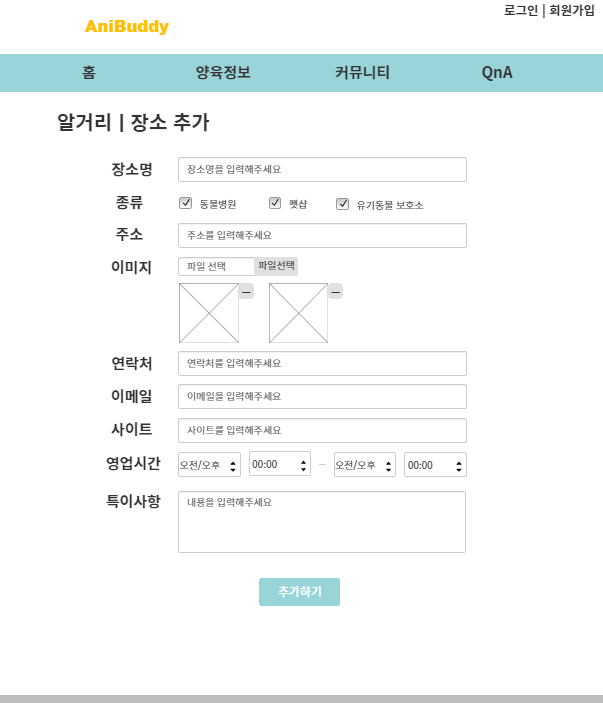 로그인 | 회원가입
AniBuddy
홈 양육정보 커뮤니티 QnA
알거리 | 장소 추가
장소명 장소명을 입력해주세요
종류 동물병원 펫샵 유기동물 보호소
주소 주소를 입력해주세요
이미지 파일 선택 파일선택
연락처 연락처를 입력해주세요
이메일 이메일을 입력해주세요
사이트 사이트를 입력해주세요
영업시간 오전/오후 00:00 – 오전/오후 00:00
특이사항 내용을 입력해주세요
추가하기